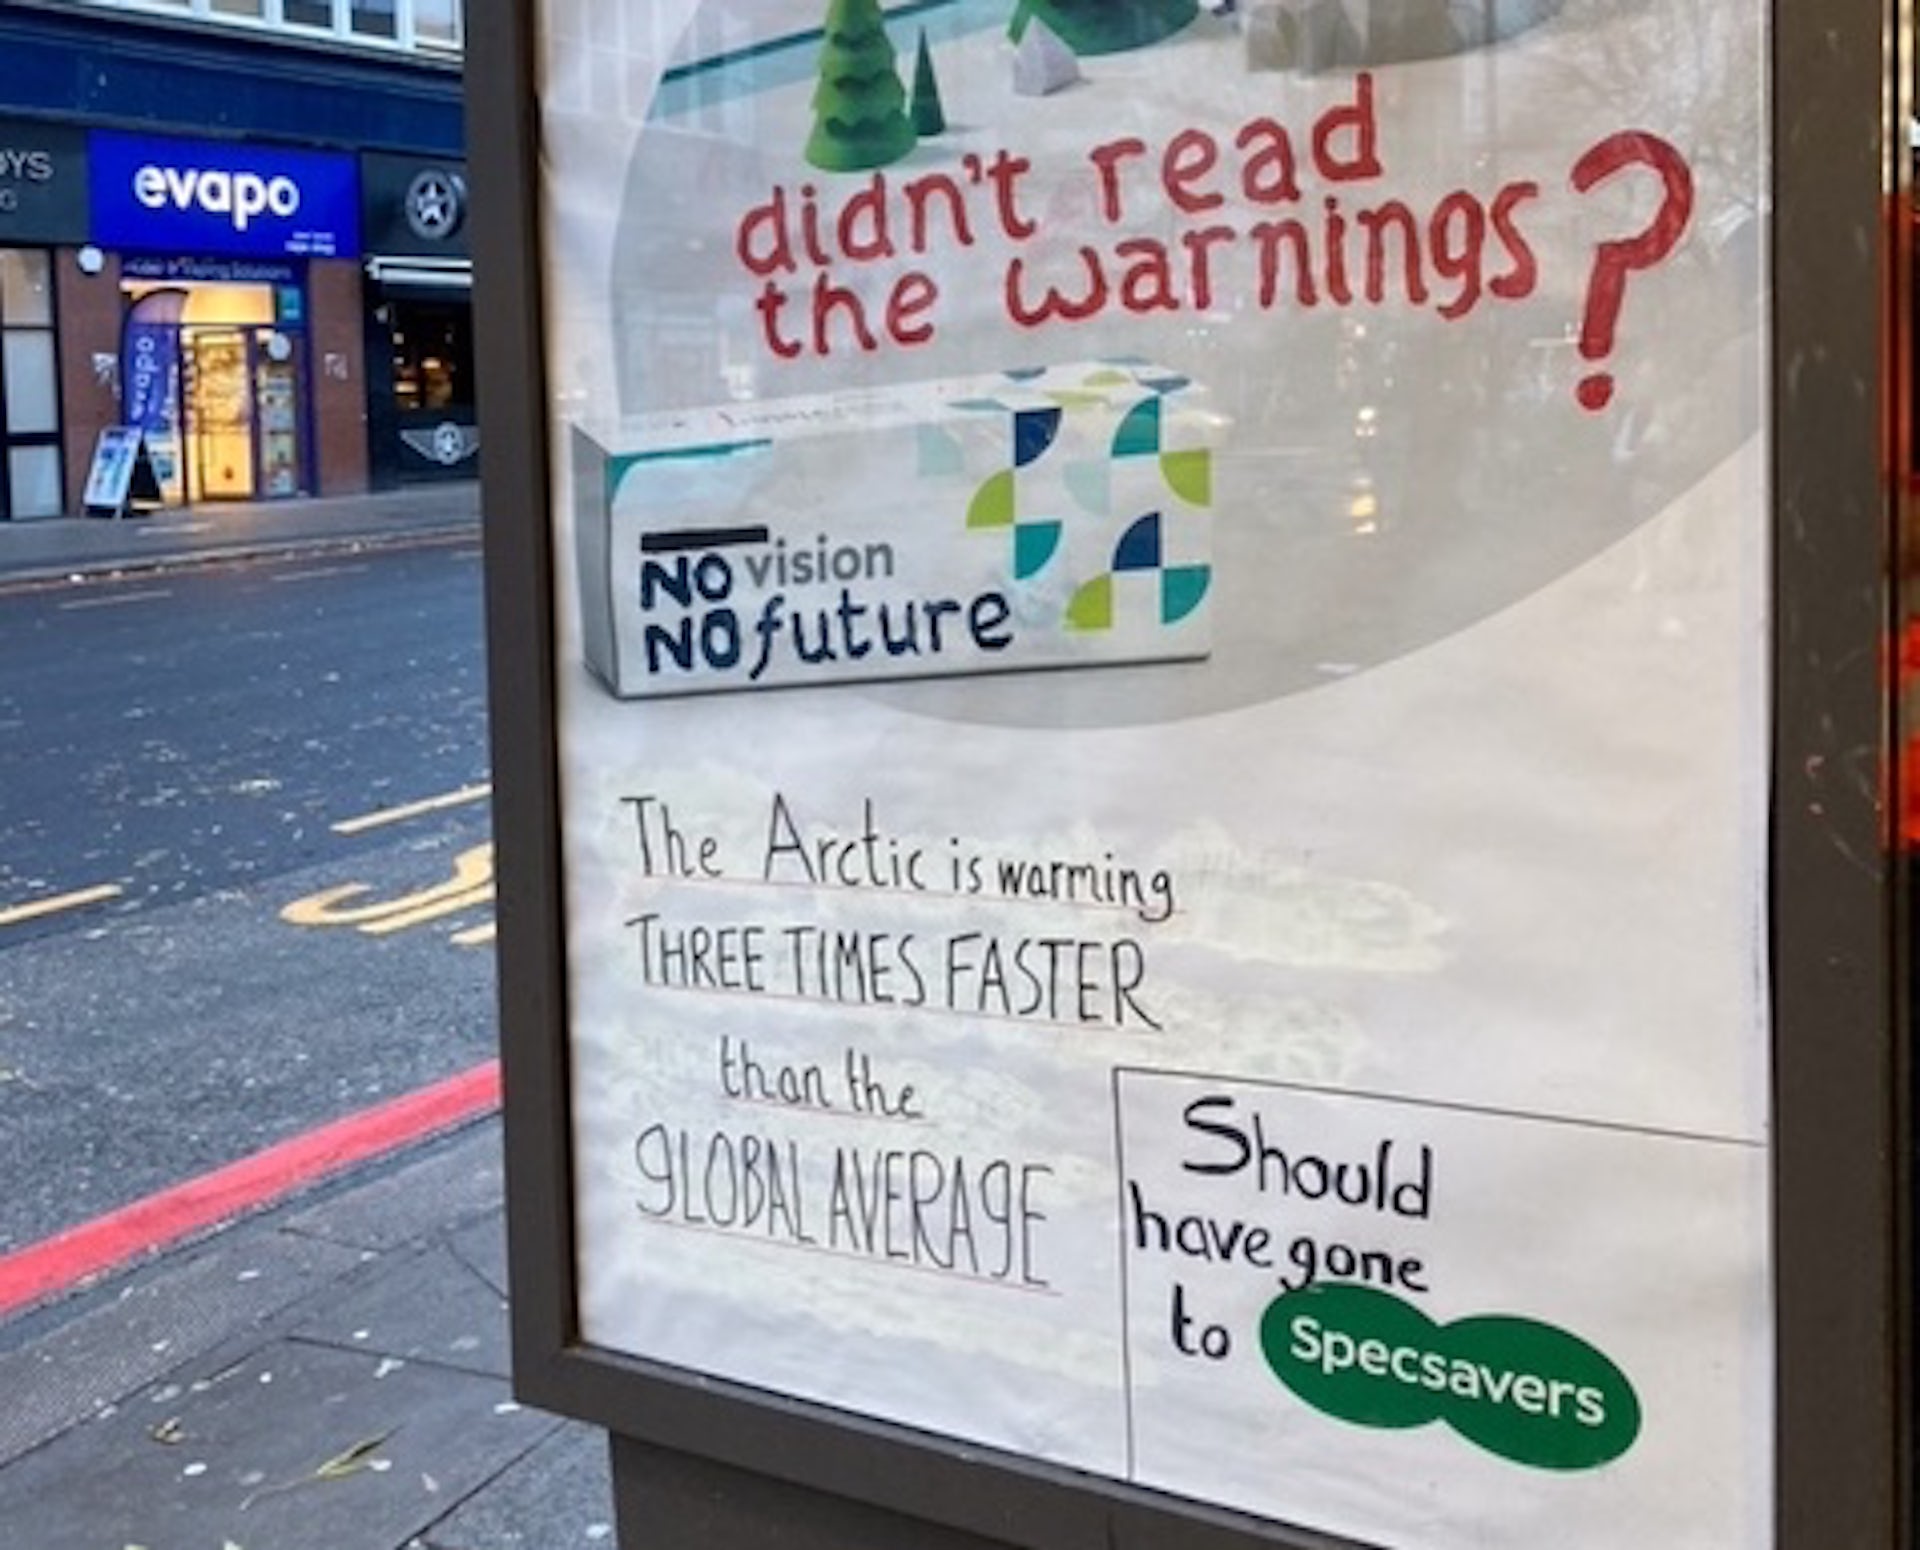 evapo
evapo
didn't read
the warnings?
NO vision
NO future
The Arctic is warming
THREE TIMES FASTER
than the
GLOBAL AVERAGE
Should
have gone
to Specsavers